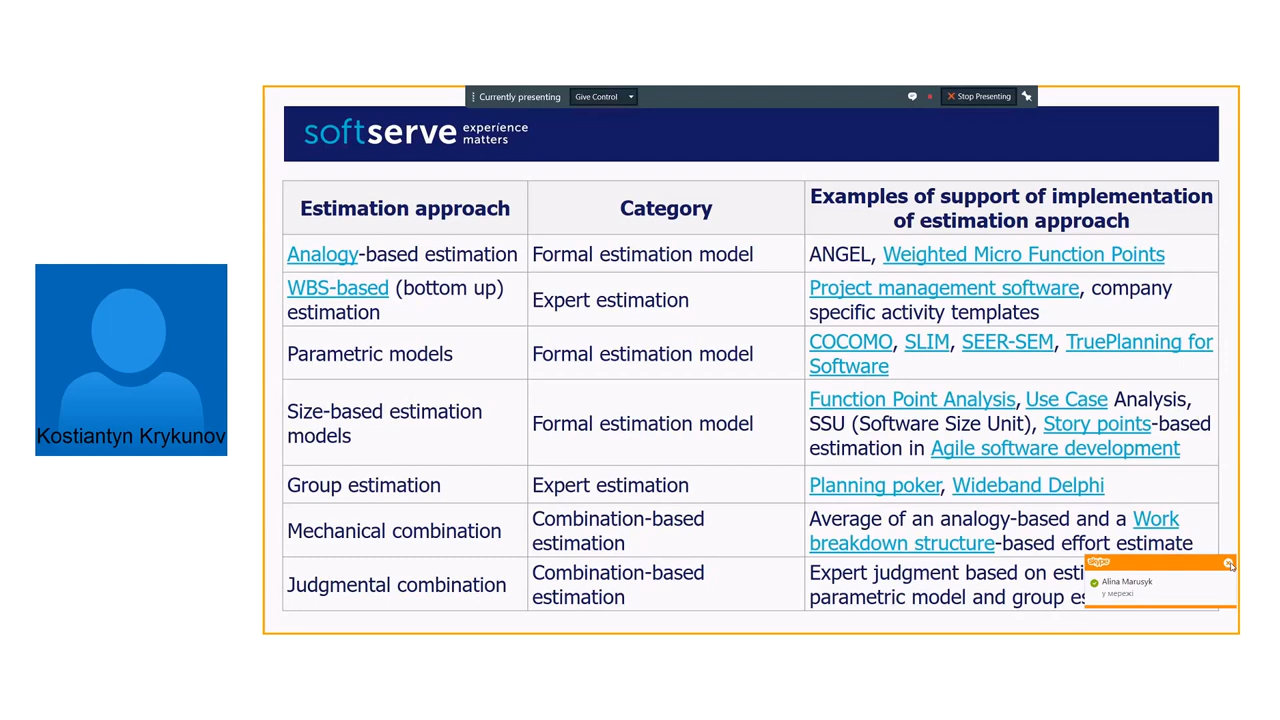 Currently presenting
Give Control
Stop Presenting
softserve experience
matters
Estimation approach
Category
Examples of support of implementation
of estimation approach
Analogy-based estimation
Formal estimation model
ANGEL, Weighted Micro Function Points
WBS-based (bottom up)
estimation
Expert estimation
Project management software, company
specific activity templates
Parametric models
Formal estimation model
COCOMO, SLIM, SEER-SEM, TruePlanning for
Software
Size-based estimation
models
Formal estimation model
Function Point Analysis, Use Case Analysis,
SSU (Software Size Unit), Story points-based
estimation in Agile software development
Group estimation
Expert estimation
Planning poker, Wideband Delphi
Mechanical combination
Combination-based
estimation
Average of an analogy-based and a Work
breakdown structure-based effort estimate
Judgmental combination
Combination-based
estimation
Expert judgment based on
parametric model and group
skype
Alina Marusyk
у мережі
Kostiantyn Krykunov